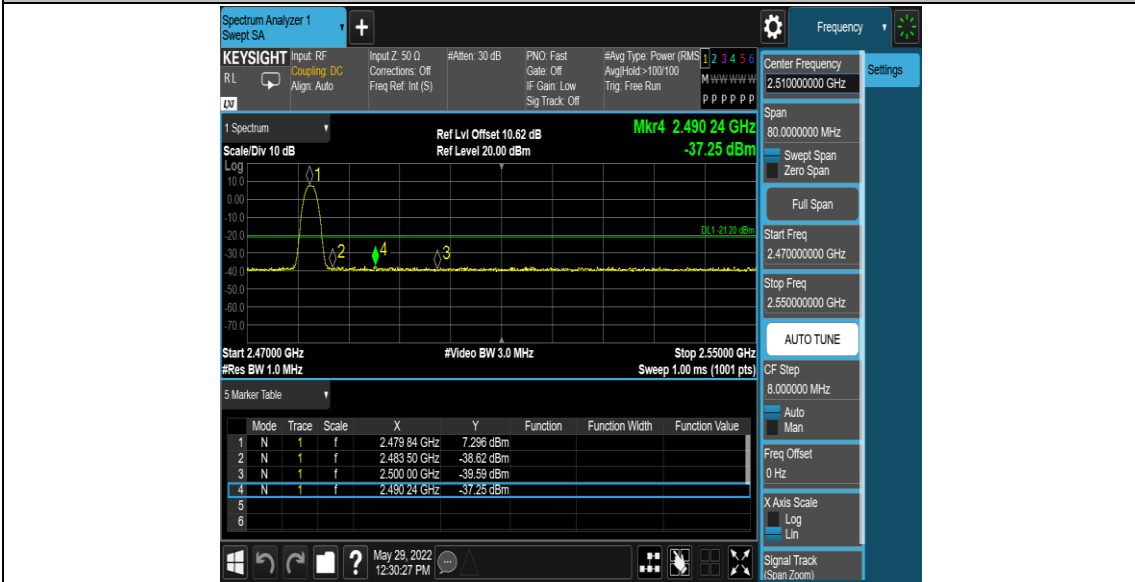 Spectrum Analyzer 1
Swept SA
Frequency
KEYSIGHT
RL
LXI
Input: RF
Coupling: DC
Align: Auto
Input Z: 50 Ω
Corrections: Off
Freq Ref: Int (S)
#Atten: 30 dB
PNO: Fast
Gate: Off
IF Gain: Low
Sig Track: Off
#Avg Type: Power (RMS
Avg|Hold:>100/100
Trig: Free Run
1 2 3 4 5 6
M W W W W W
P P P P P P
Center Frequency
2.510000000 GHz
Settings
Span
80.0000000 MHz
Swept Span
Zero Span
Full Span
Start Freq
2.470000000 GHz
Stop Freq
2.550000000 GHz
AUTO TUNE
CF Step
8.000000 MHz
Auto
Man
Freq Offset
0 Hz
X Axis Scale
Log
Lin
Signal Track
(Span Zoom)
1 Spectrum
Scale/Div 10 dB
Ref Lvl Offset 10.62 dB
Ref Level 20.00 dBm
Mkr4 2.490 24 GHz
-37.25 dBm
Log
10.0
0.00
-10.0
-20.0
-30.0
-40.0
-50.0
-60.0
-70.0
1
2
4
3
DL1 -21.20 dBm
Start 2.47000 GHz
#Video BW 3.0 MHz
Stop 2.55000 GHz
#Res BW 1.0 MHz
Sweep 1.00 ms (1001 pts)
5 Marker Table
Mode Trace Scale X Y Function Function Width Function Value
1 N 1 f 2.479 84 GHz 7.296 dBm
2 N 1 f 2.483 50 GHz -38.62 dBm
3 N 1 f 2.500 00 GHz -39.59 dBm
4 N 1 f 2.490 24 GHz -37.25 dBm
5
6
May 29, 2022
12:30:27 PM